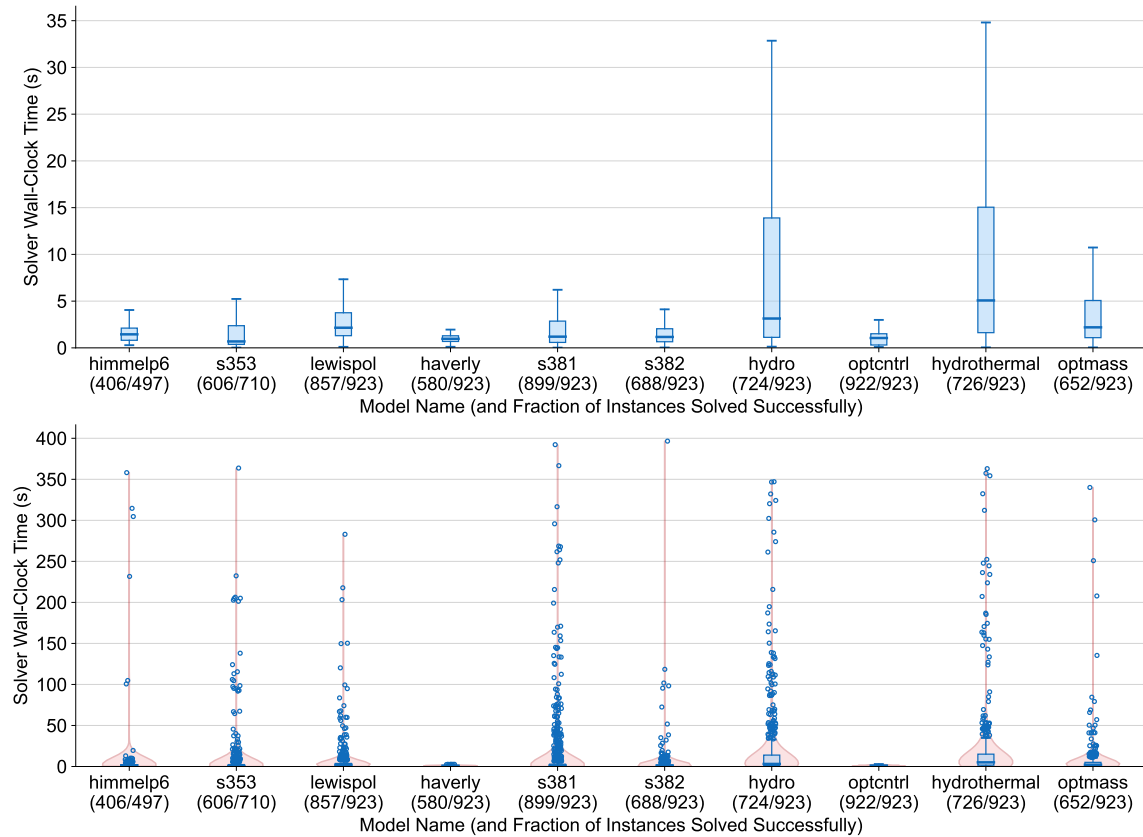 Solver Wall-Clock Time (s)
35
30
25
20
15
10
5
0
himmelp6 s353 lewispol haverly s381 s382 hydro optcntrl hydrothermal optmass
(406/497) (606/710) (857/923) (580/923) (899/923) (688/923) (724/923) (922/923) (726/923) (652/923)
Model Name (and Fraction of Instances Solved Successfully)
Solver Wall-Clock Time (s)
400
350
300
250
200
150
100
50
0
himmelp6 s353 lewispol haverly s381 s382 hydro optcntrl hydrothermal optmass
(406/497) (606/710) (857/923) (580/923) (899/923) (688/923) (724/923) (922/923) (726/923) (652/923)
Model Name (and Fraction of Instances Solved Successfully)